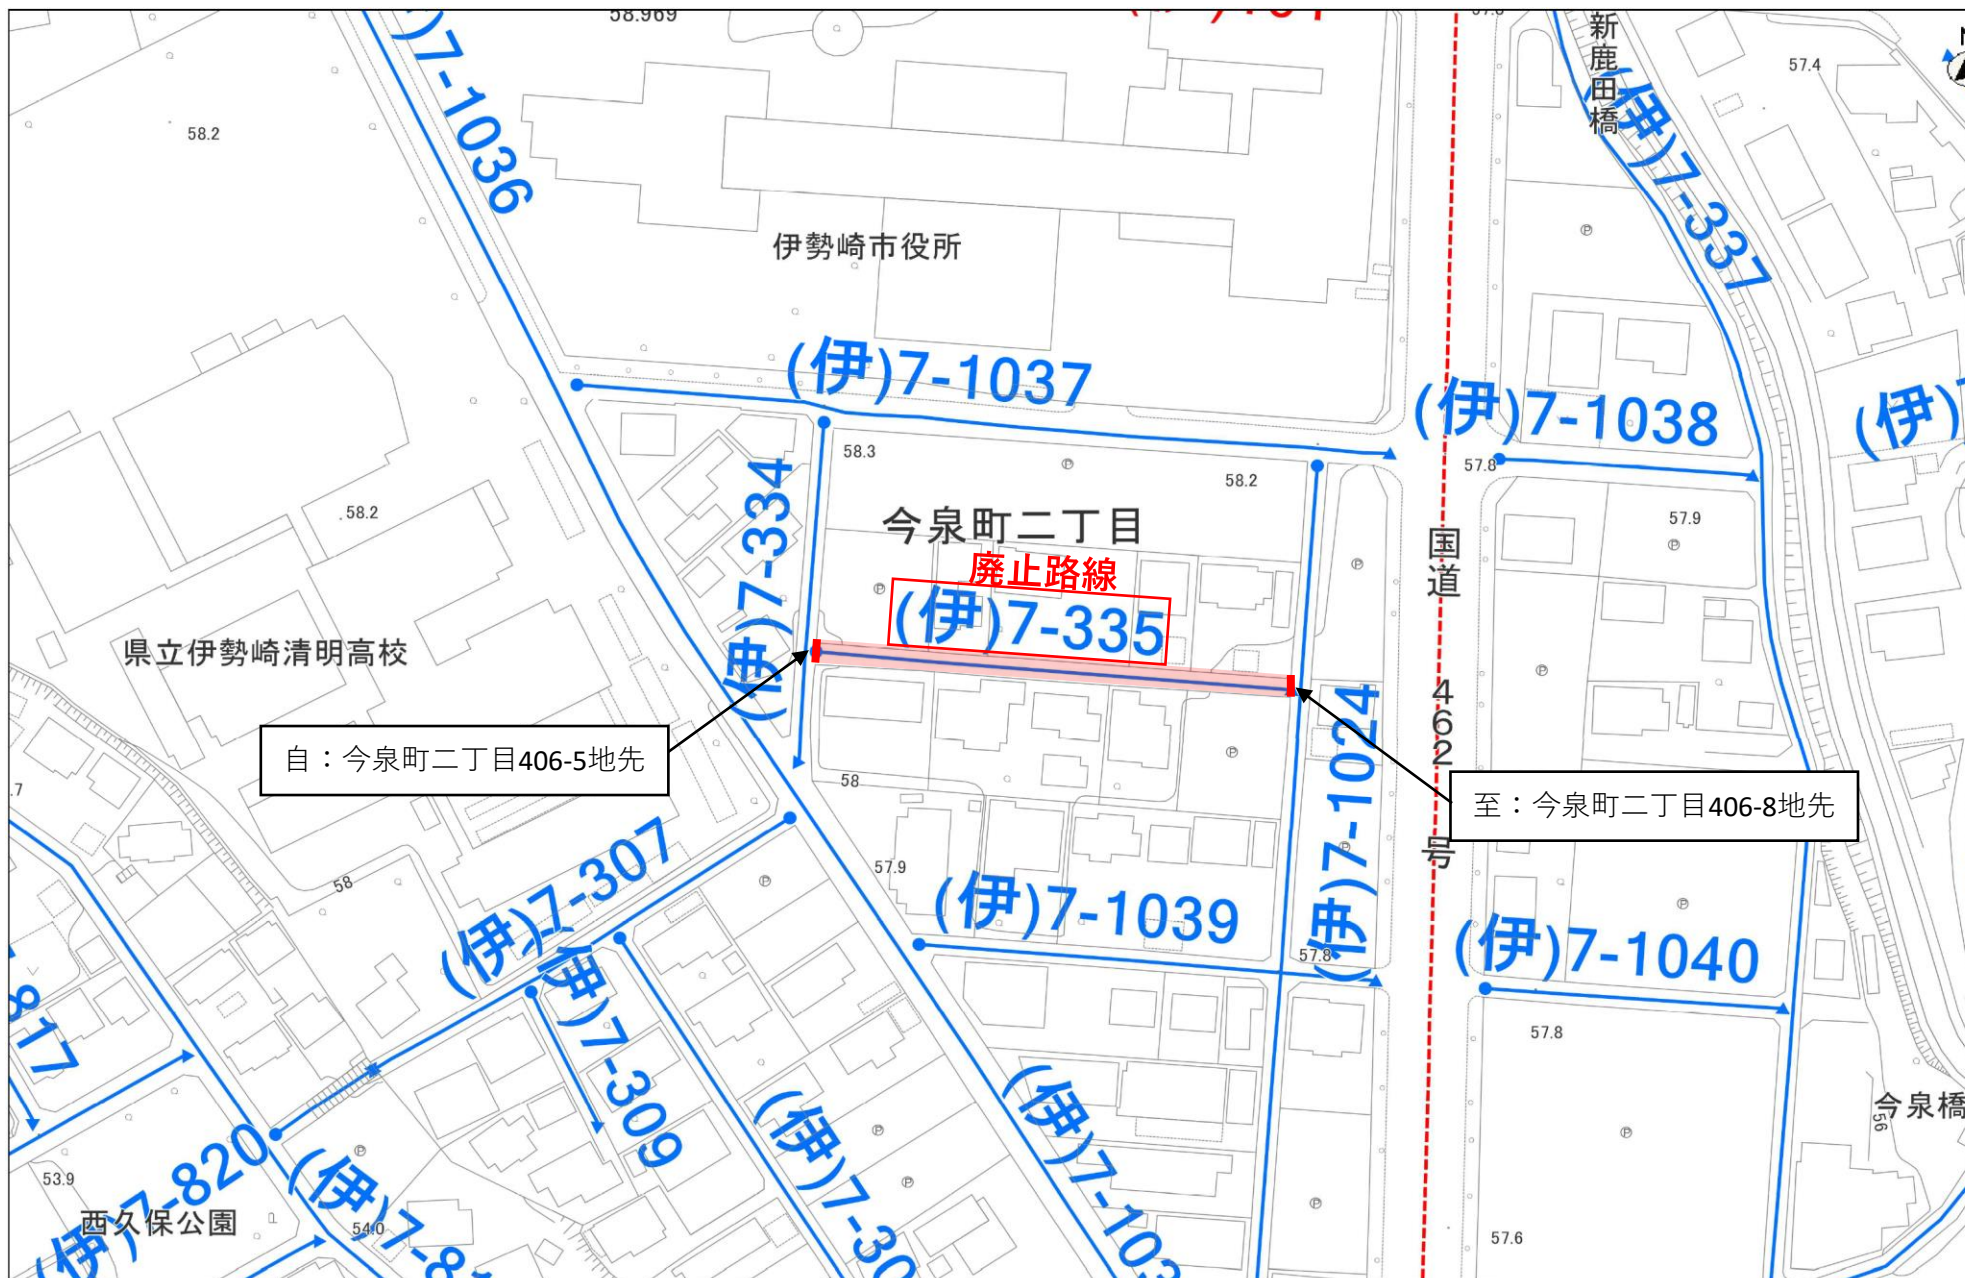 58.969
新鹿田橋
57.4
58.2
(伊)7-1036
(伊)7-337
伊勢崎市役所
(伊)7-1037
(伊)7-1038
58.3
58.2
57.8
57.9
58.2
(伊)7-334
今泉町二丁目
廃止路線
(伊)7-335
国道 462号
県立伊勢崎清明高校
(伊)7-1024
自：今泉町二丁目406-5地先
至：今泉町二丁目406-8地先
58
57.9
58
(伊)7-307
(伊)7-1039
57.8
(伊)7-1040
(伊)7-309
57.8
今泉橋
56
53.9
(伊)7-820
西久保公園
54.0
57.6